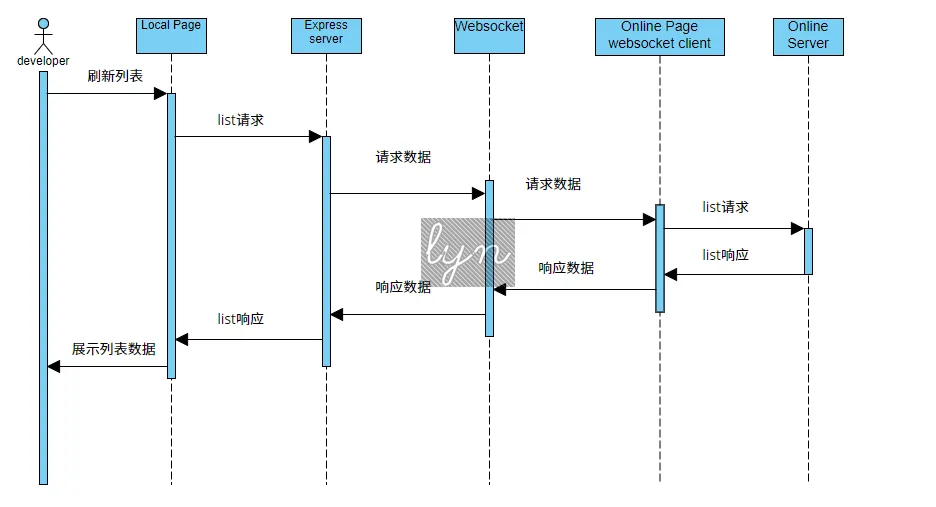 Local Page
Express
server
Websocket
Online Page
websocket client
Online
Server
developer
刷新列表
list请求
请求数据
请求数据
list请求
list响应
响应数据
响应数据
list响应
展示列表数据
lyn